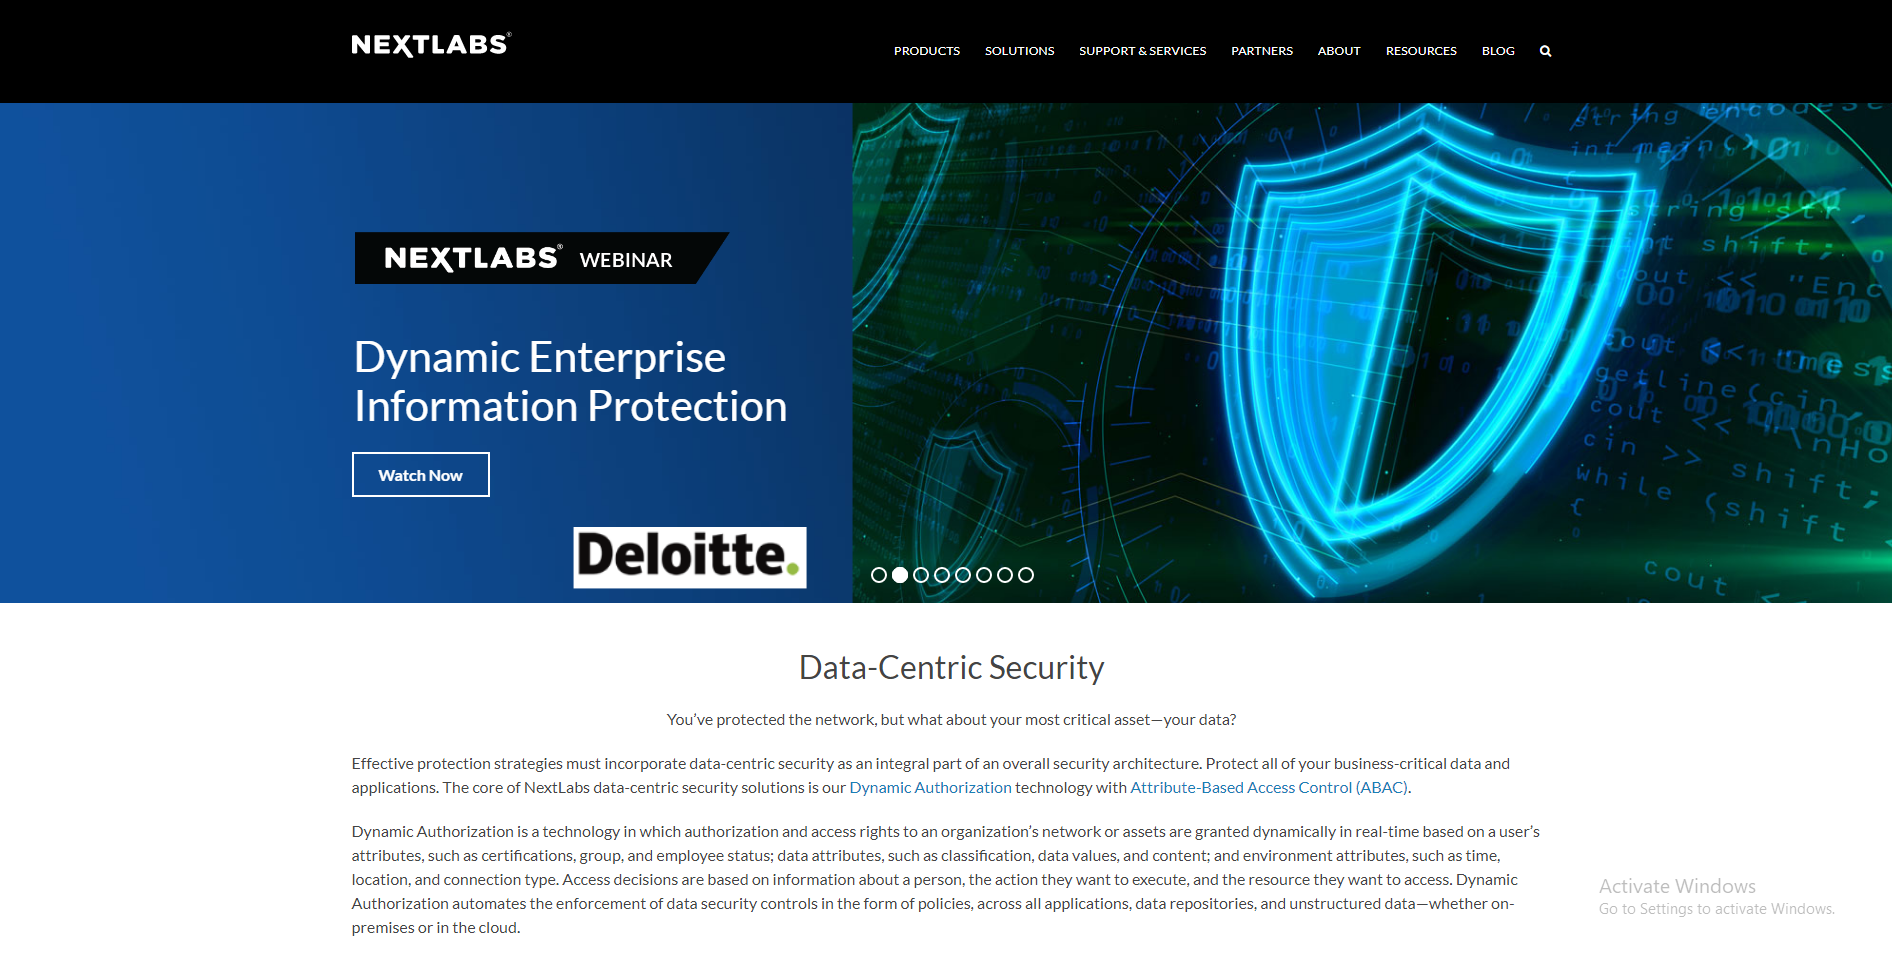 NEXTLABS®
PRODUCTS SOLUTIONS SUPPORT & SERVICES PARTNERS ABOUT RESOURCES BLOG
NEXTLABS® WEBINAR
Dynamic Enterprise
Information Protection
Watch Now
Deloitte.
string encodes
int main()
{
string str,
int shift;
cout << "Enc
cout << "mess
getline(cin,
cout << "\nHo
cin >> shift;
while (shift
{
cout <
Data-Centric Security
You’ve protected the network, but what about your most critical asset—your data?
Effective protection strategies must incorporate data-centric security as an integral part of an overall security architecture. Protect all of your business-critical data and
applications. The core of NextLabs data-centric security solutions is our Dynamic Authorization technology with Attribute-Based Access Control (ABAC).
Dynamic Authorization is a technology in which authorization and access rights to an organization’s network or assets are granted dynamically in real-time based on a user’s
attributes, such as certifications, group, and employee status; data attributes, such as classification, data values, and content; and environment attributes, such as time,
location, and connection type. Access decisions are based on information about a person, the action they want to execute, and the resource they want to access. Dynamic
Authorization automates the enforcement of data security controls in the form of policies, across all applications, data repositories, and unstructured data—whether on-
premises or in the cloud.
Activate Windows
Go to Settings to activate Windows.